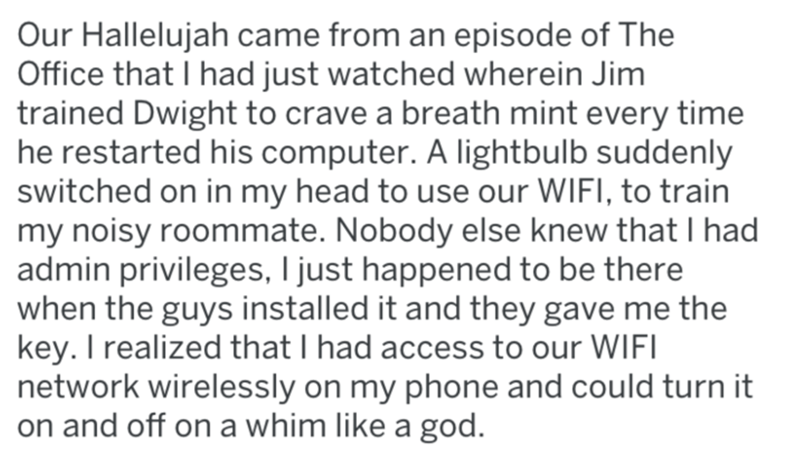 Our Hallelujah came from an episode of The
Office that I had just watched wherein Jim
trained Dwight to crave a breath mint every time
he restarted his computer. A lightbulb suddenly
switched on in my head to use our WIFI, to train
my noisy roommate. Nobody else knew that I had
admin privileges, I just happened to be there
when the guys installed it and they gave me the
key. I realized that I had access to our WIFI
network wirelessly on my phone and could turn it
on and off on a whim like a god.